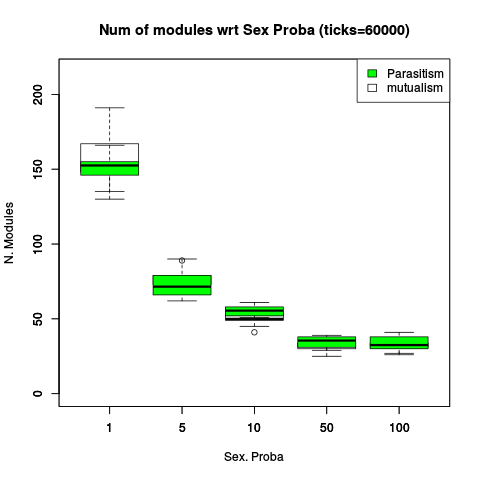 Num of modules wrt Sex Proba (ticks=60000)
Parasitism
mutualism
200
150
100
50
0
N. Modules
1 5 10 50 100
Sex. Proba